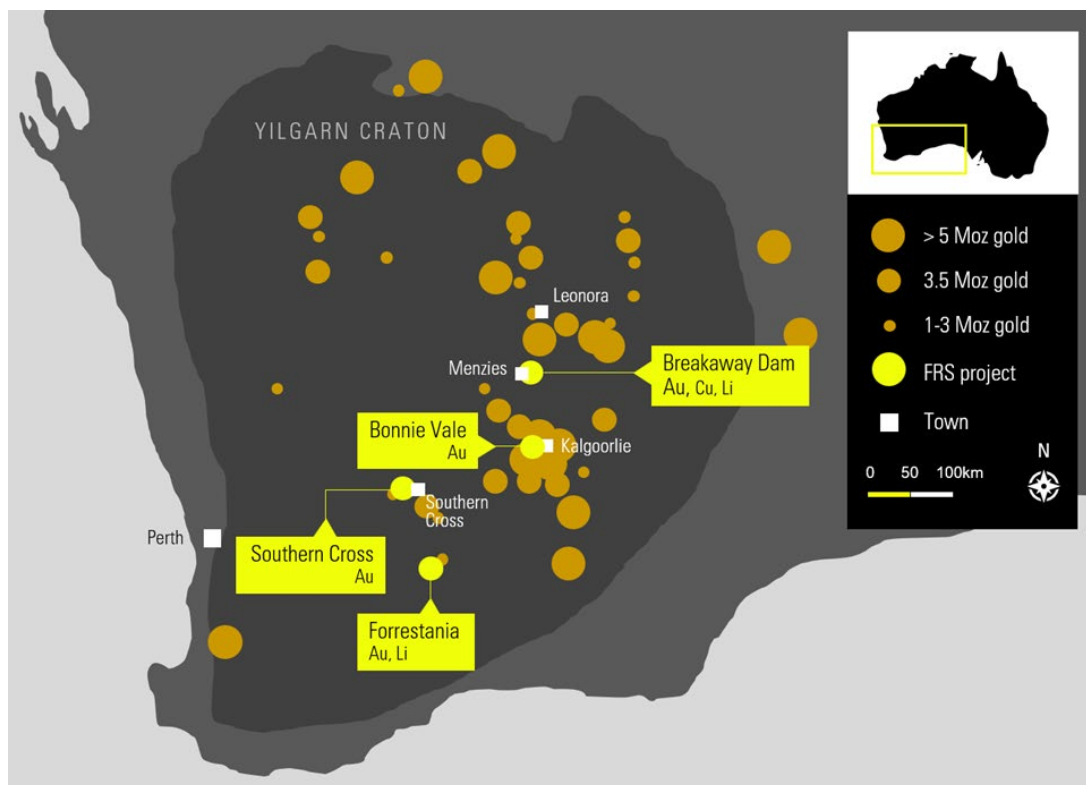 YILGARN CRATON
Leonora
Menzies
Breakaway Dam
Au, Cu, Li
Bonnie Vale
Au
Kalgoorlie
Southern
Cross
Perth
Southern Cross
Au
Forrestania
Au, Li
> 5 Moz gold
3.5 Moz gold
1-3 Moz gold
FRS project
Town
N
0 50 100km